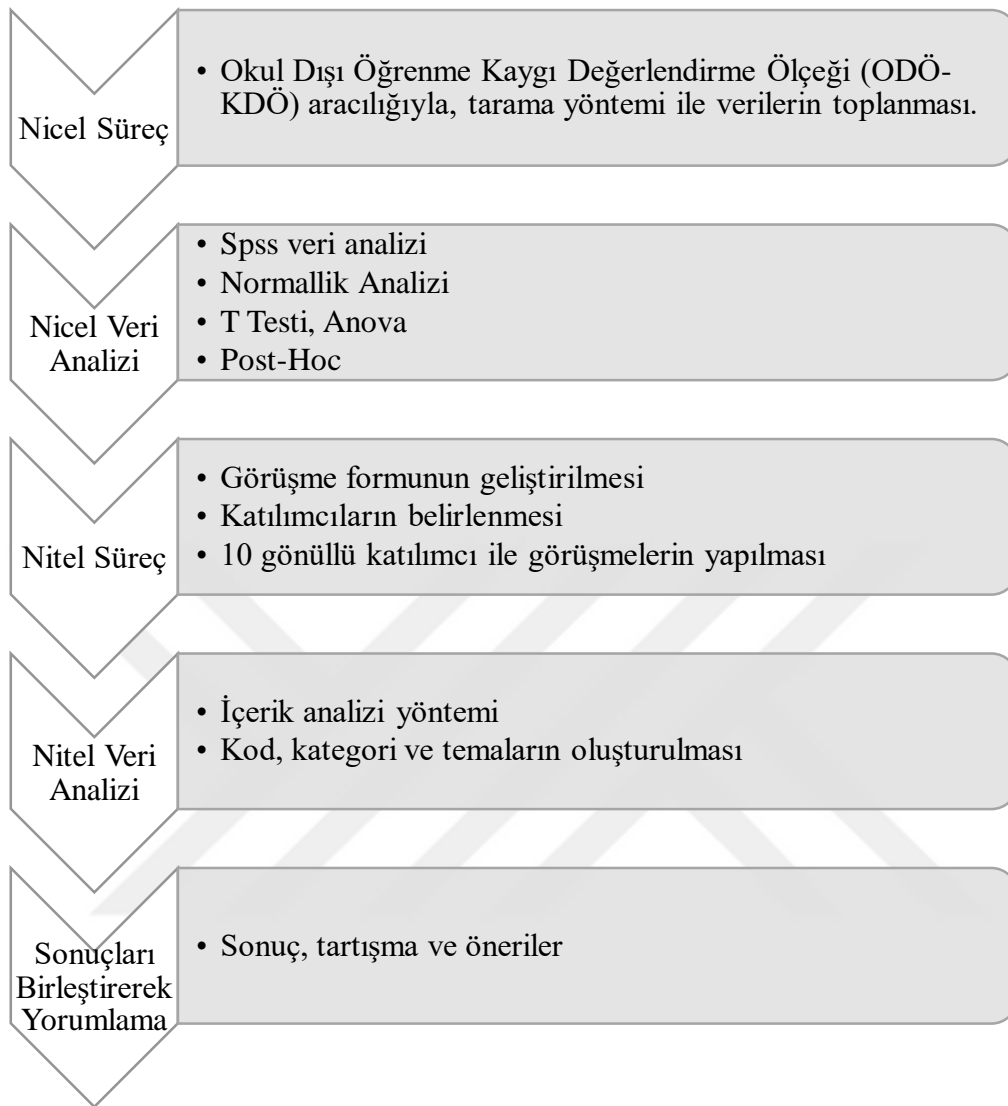 Nicel Süreç
• Okul Dışı Öğrenme Kaygı Değerlendirme Ölçeği (ODÖ-
KDÖ) aracılığıyla, tarama yöntemi ile verilerin toplanması.
Nicel Veri
Analizi
• Spss veri analizi
• Normallik Analizi
• T Testi, Anova
• Post-Hoc
Nitel Süreç
• Görüşme formunun geliştirilmesi
• Katılımcıların belirlenmesi
• 10 gönüllü katılımcı ile görüşmelerin yapılması
Nitel Veri
Analizi
• İçerik analizi yöntemi
• Kod, kategori ve temaların oluşturulması
Sonuçları
Birleştirerek
Yorumlama
• Sonuç, tartışma ve öneriler